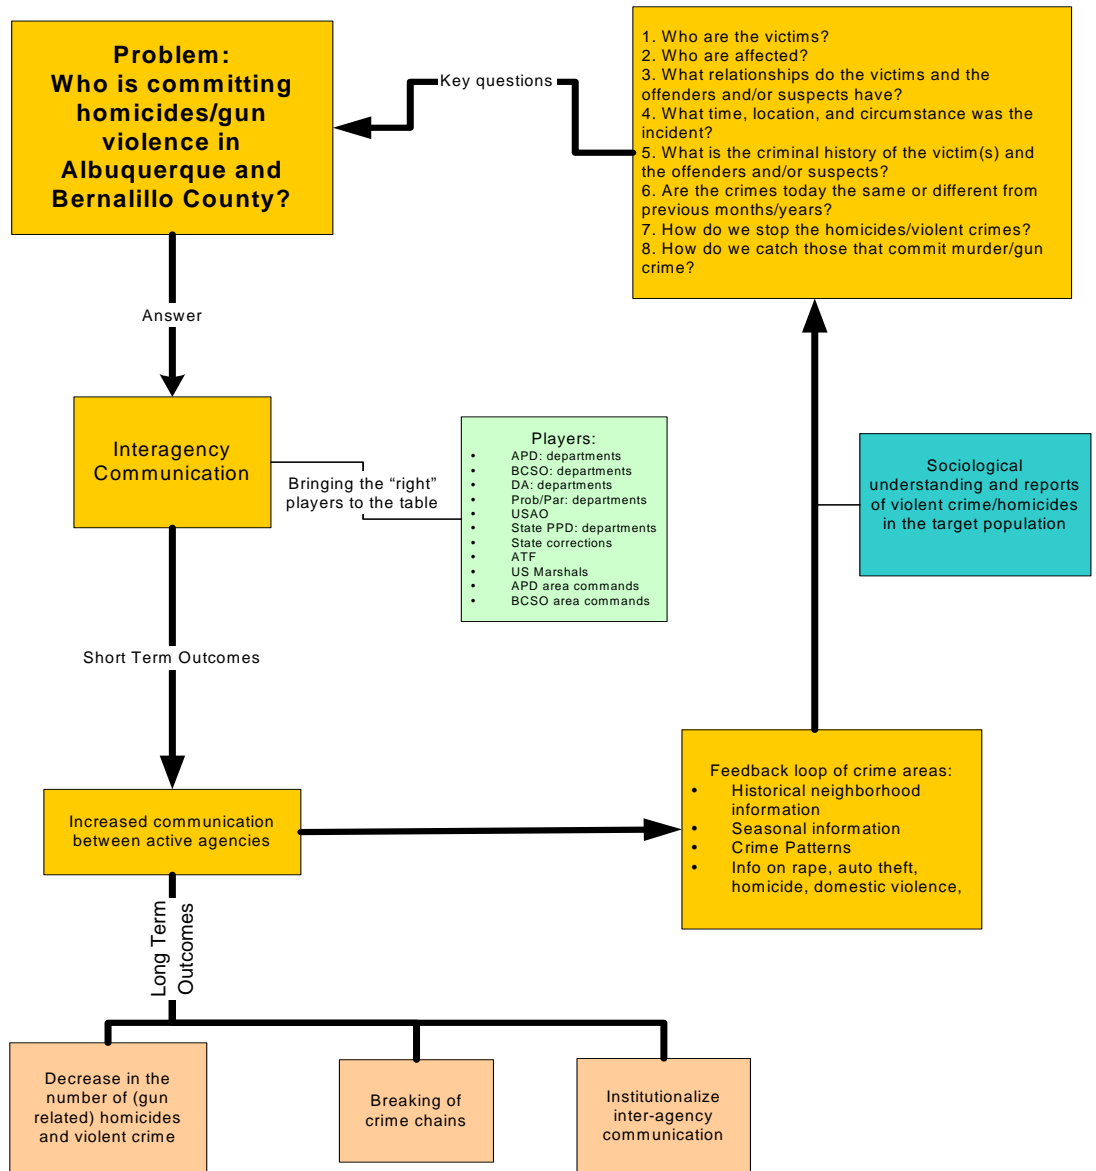 Problem:
Who is committing
homicides/gun
violence in
Albuquerque and
Bernalillo County?
Key questions
1. Who are the victims?
2. Who are affected?
3. What relationships do the victims and the
offenders and/or suspects have?
4. What time, location, and circumstance was the
incident?
5. What is the criminal history of the victim(s) and
the offenders and/or suspects?
6. Are the crimes today the same or different from
previous months/years?
7. How do we stop the homicides/violent crimes?
8. How do we catch those that commit murder/gun
crime?
Answer
Interagency
Communication
Bringing the “right”
players to the table
Players:
• APD: departments
• BCSO: departments
• DA: departments
• Prob/Par: departments
• USAO
• State PPD: departments
• State corrections
• ATF
• US Marshals
• APD area commands
• BCSO area commands
Sociological
understanding and reports
of violent crime/homicides
in the target population
Short Term Outcomes
Increased communication
between active agencies
Feedback loop of crime areas:
• Historical neighborhood
information
• Seasonal information
• Crime Patterns
• Info on rape, auto theft,
homicide, domestic violence,
Long Term
Outcomes
Decrease in the
number of (gun
related) homicides
and violent crime
Breaking of
crime chains
Institutionalize
inter-agency
communication